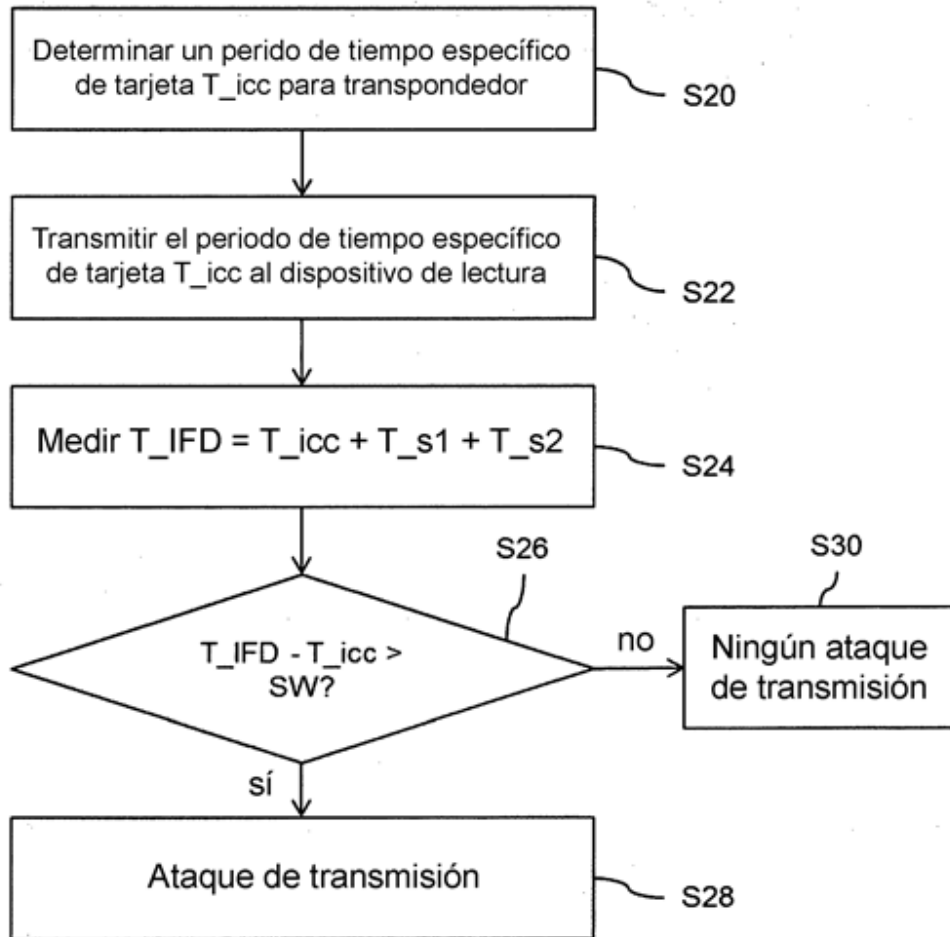 Determinar un perido de tiempo específico
de tarjeta T_icc para transpondedor
S20
Transmitir el periodo de tiempo específico
de tarjeta T_icc al dispositivo de lectura
S22
Medir T_IFD = T_icc + T_s1 + T_s2
S24
S26
T_IFD - T_icc >
SW?
no
S30
Ningún ataque
de transmisión
sí
Ataque de transmisión
S28